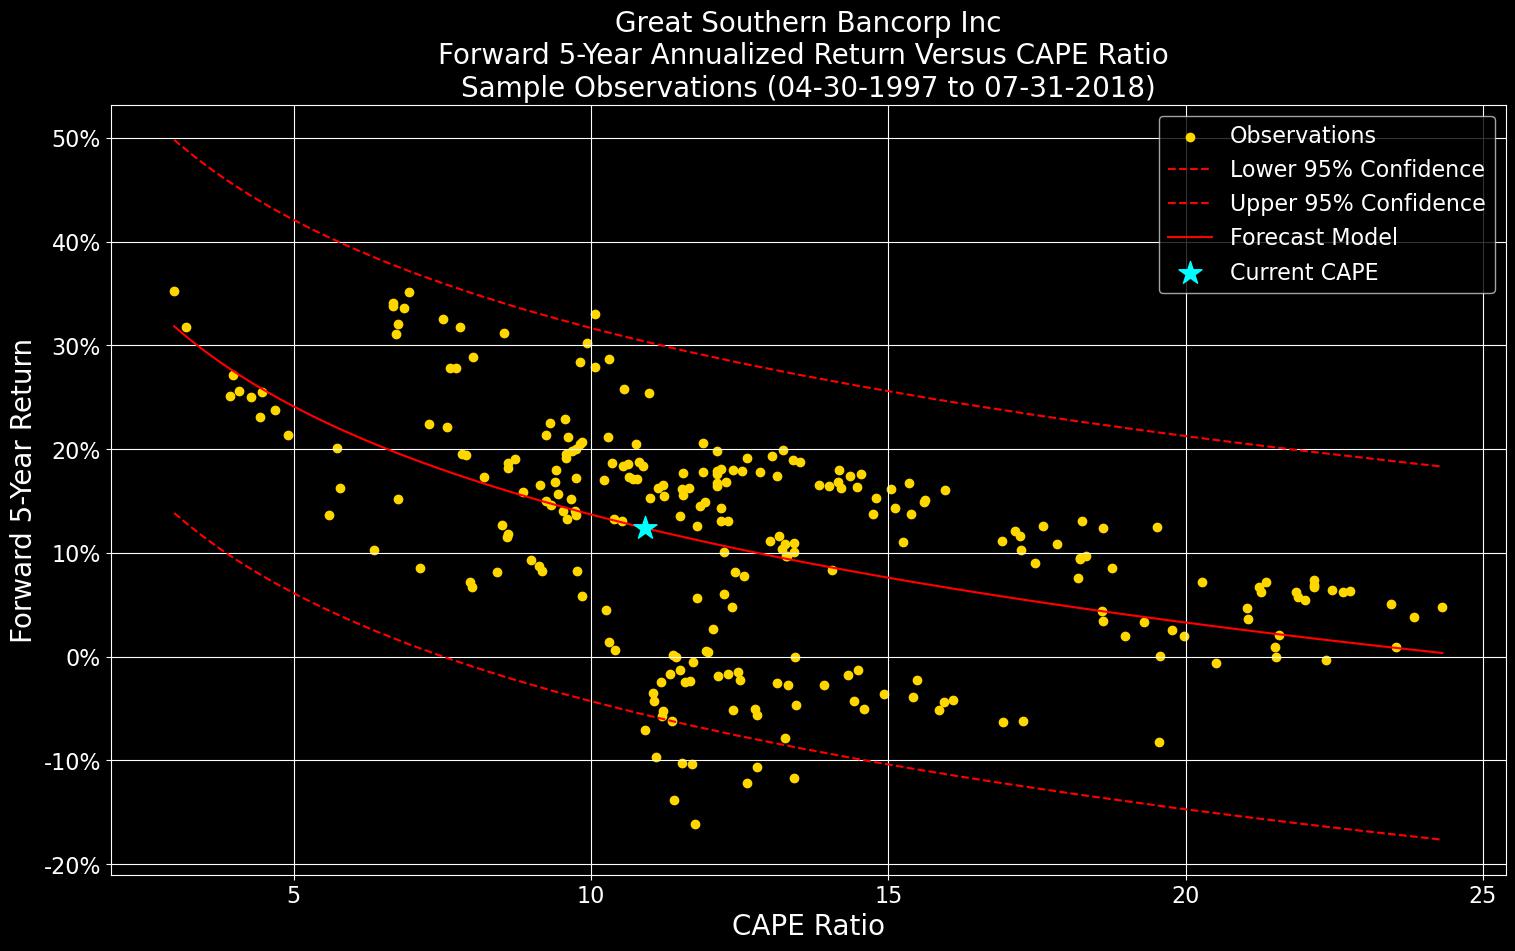 Great Southern Bancorp Inc
Forward 5-Year Annualized Return Versus CAPE Ratio
Sample Observations (04-30-1997 to 07-31-2018)
Observations
Lower 95% Confidence
Upper 95% Confidence
Forecast Model
Current CAPE
Forward 5-Year Return
50%
40%
30%
20%
10%
0%
-10%
-20%
5 10 15 20 25
CAPE Ratio